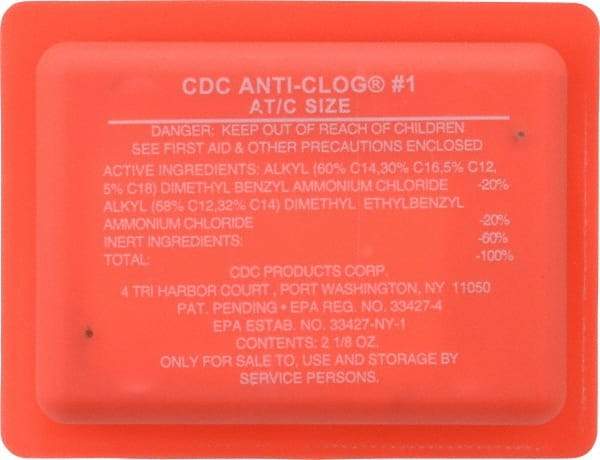 CDC ANTI-CLOG® #1
AT/C SIZE
DANGER: KEEP OUT OF REACH OF CHILDREN
SEE FIRST AID & OTHER PRECAUTIONS ENCLOSED
ACTIVE INGREDIENTS: ALKYL (60% C14,30% C16,5% C12,
5% C18) DIMETHYL BENZYL AMMONIUM CHLORIDE -20%
ALKYL (68% C12,32% C14) DIMETHYL ETHYLBENZYL
AMMONIUM CHLORIDE -20%
INERT INGREDIENTS: -60%
TOTAL: -100%
CDC PRODUCTS CORP.
4 TRI HARBOR COURT , PORT WASHINGTON, NY 11050
PAT. PENDING • EPA REG. NO. 33427-4
EPA ESTAB. NO. 33427-NY-1
CONTENTS: 2 1/8 OZ.
ONLY FOR SALE TO, USE AND STORAGE BY
SERVICE PERSONS.